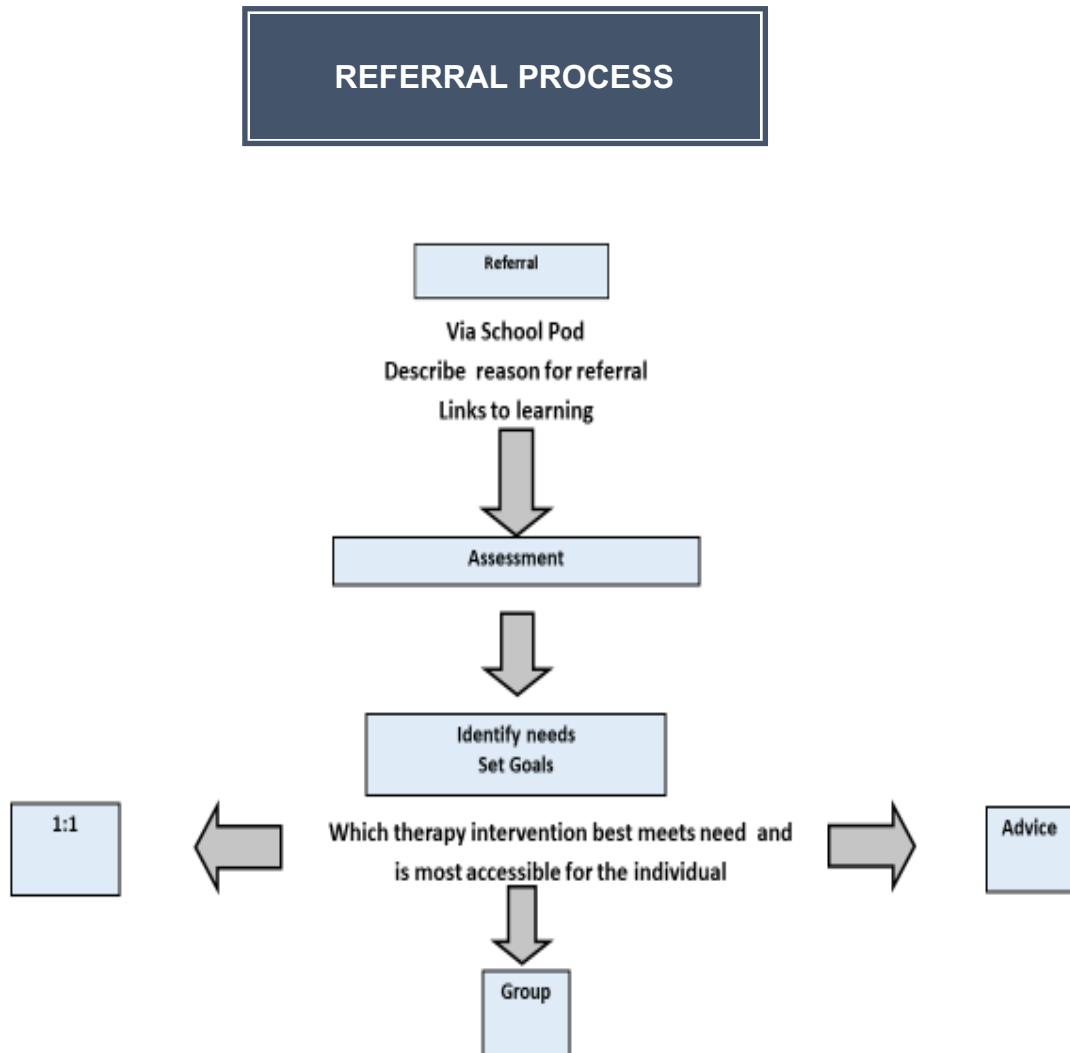 REFERRAL PROCESS
Referral
Via School Pod
Describe reason for referral
Links to learning
Assessment
Identify needs
Set Goals
1:1
Which therapy intervention best meets need and
is most accessible for the individual
Advice
Group